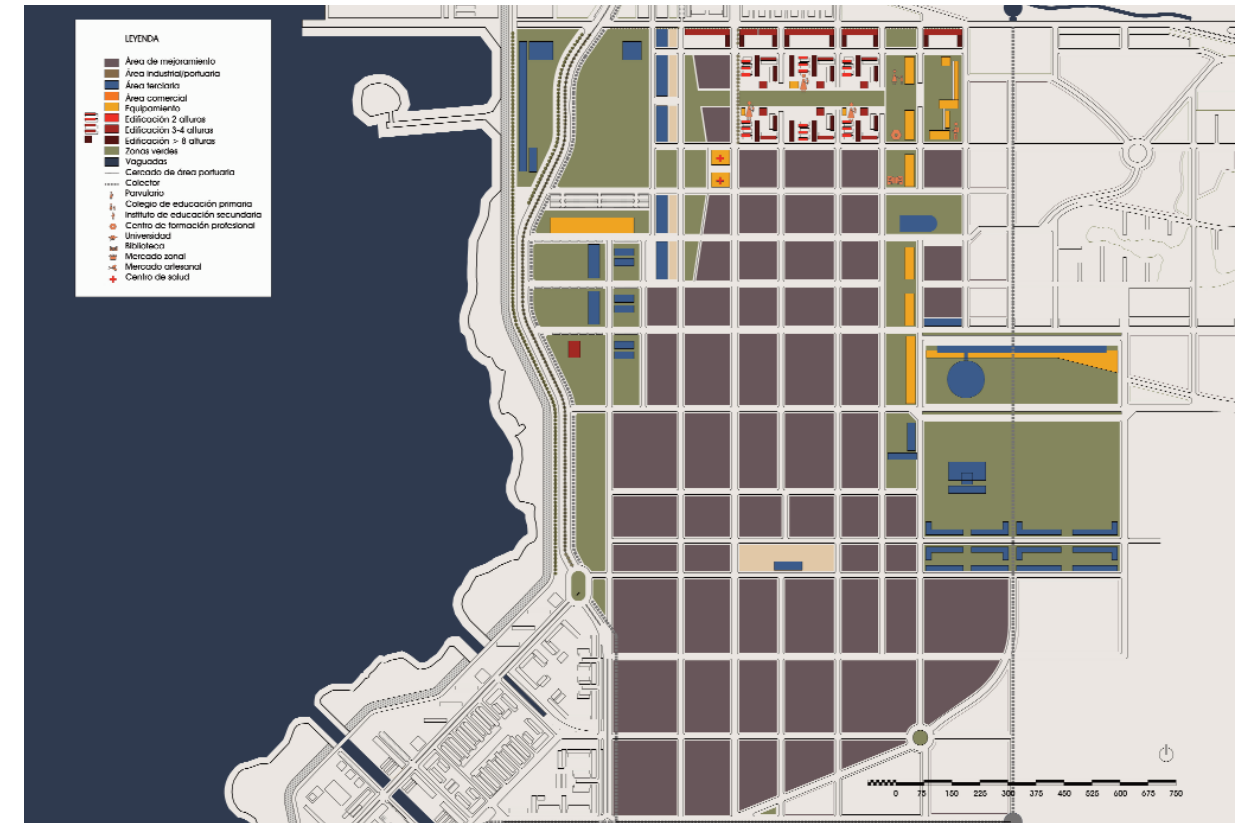 LEYENDA
Área de mejoramiento
Área industrial/portuaria
Área terciaria
Área comercial
Equipamiento
Edificación 2 alturas
Edificación 3-4 alturas
Edificación > 8 alturas
Zonas verdes
Vaguadas
Cercado de área portuaria
Colector
Parvulario
Colegio de educación primaria
Instituto de educación secundaria
Centro de formación profesional
Universidad
Biblioteca
Mercado zonal
Mercado artesanal
Centro de salud
0 75 150 225 300 375 450 525 600 675 750